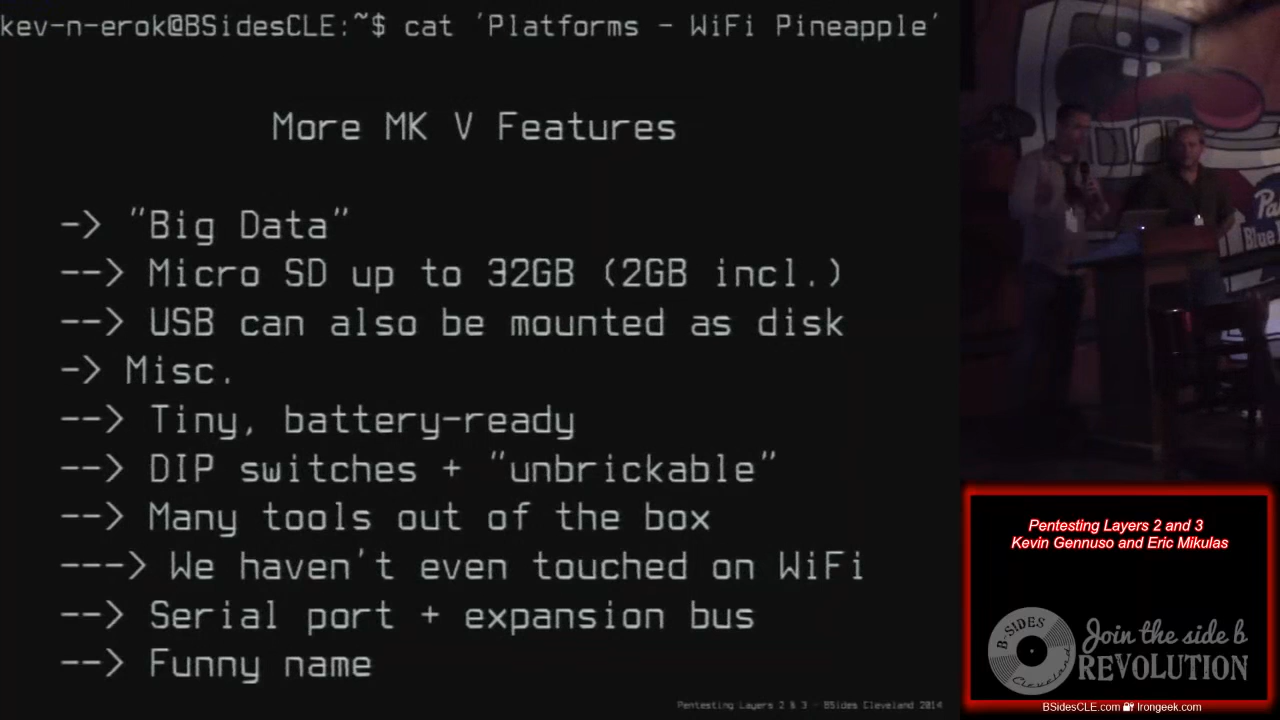 kev-n-erok@BSidesCLE:~$ cat 'Platforms - WiFi Pineapple'
More MK V Features
-> "Big Data"
--> Micro SD up to 32GB (2GB incl.)
--> USB can also be mounted as disk
-> Misc.
--> Tiny, battery-ready
--> DIP switches + "unbrickable"
--> Many tools out of the box
---> We haven't even touched on WiFi
--> Serial port + expansion bus
--> Funny name
Pentesting Layers 2 & 3 - BSides Cleveland 2014
Blue
Pentesting Layers 2 and 3
Kevin Gennuso and Eric Mikulas
B-SIDES
Cleveland
Join the side b
REVOLUTION
BSidesCLE.com Irongeek.com